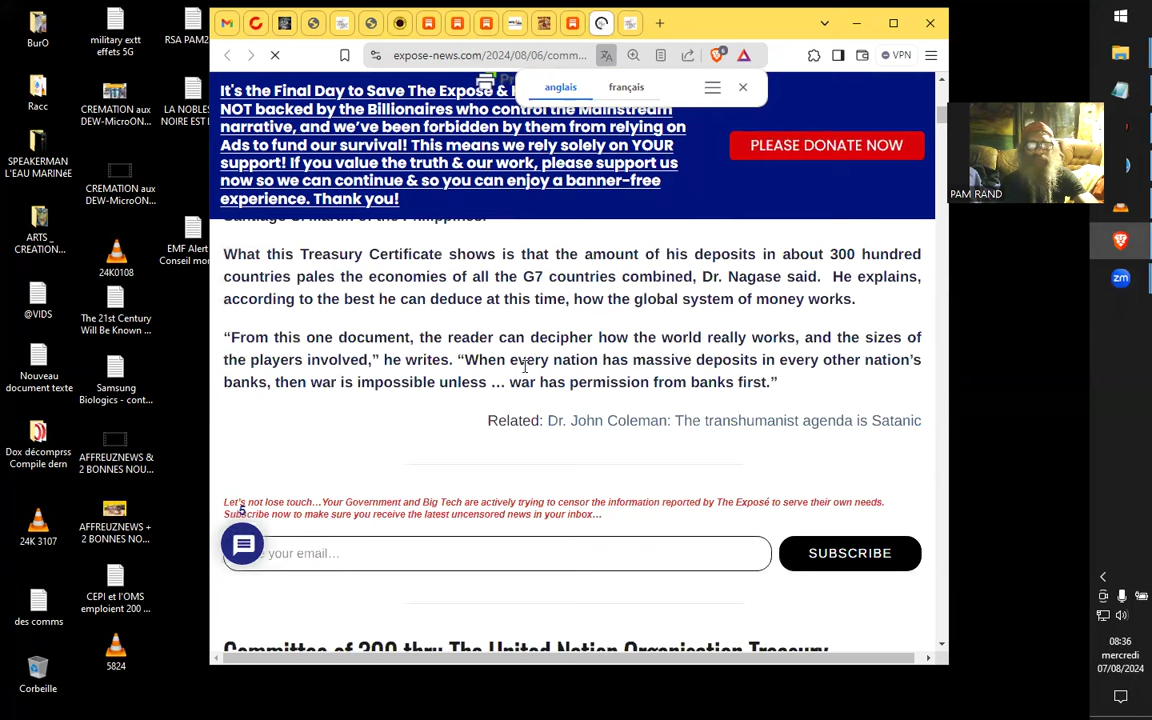 BurO
military extt
effets 5G
RSA PAM2
Racc
CREMATION aux
DEW-MicroON...
LA NOBLES
NOIRE EST I
SPEAKERMAN
L'EAU MARINéE
CREMATION aux
DEW-MicroON...
ARTS _
CREATION...
24K0108
EMF Alert
Conseil mor
@VIDS
The 21st Century
Will Be Known ...
Nouveau
document texte
Samsung
Biologics - cont...
Dox décomprss
Compile dern
AFFREUZNEWS &
2 BONNES NOU...
24K 3107
AFFREUZNEWS +
2 BONNES NO...
des comms
CEPI et l'OMS
emploient 200 ...
Corbeille
5824
expose-news.com/2024/08/06/comm...
VPN
anglais
français
It's the Final Day to Save The Expose &
NOT backed by the Billionaires who control the Mainstream
narrative, and we've been forbidden by them from relying on
Ads to fund our survival! This means we rely solely on YOUR
support! If you value the truth & our work, please support us
now so we can continue & so you can enjoy a banner-free
experience. Thank you!
PLEASE DONATE NOW
What this Treasury Certificate shows is that the amount of his deposits in about 300 hundred
countries pales the economies of all the G7 countries combined, Dr. Nagase said. He explains,
according to the best he can deduce at this time, how the global system of money works.
“From this one document, the reader can decipher how the world really works, and the sizes of
the players involved,” he writes. “When every nation has massive deposits in every other nation’s
banks, then war is impossible unless … war has permission from banks first.”
Related: Dr. John Coleman: The transhumanist agenda is Satanic
Let’s not lose touch…Your Government and Big Tech are actively trying to censor the information reported by The Exposé to serve their own needs.
Subscribe now to make sure you receive the latest uncensored news in your inbox…
5
your email…
SUBSCRIBE
Committee of 300 thru The United Nation Organisation Treasury
PAM RAND
zm
08:36
mercredi
07/08/2024